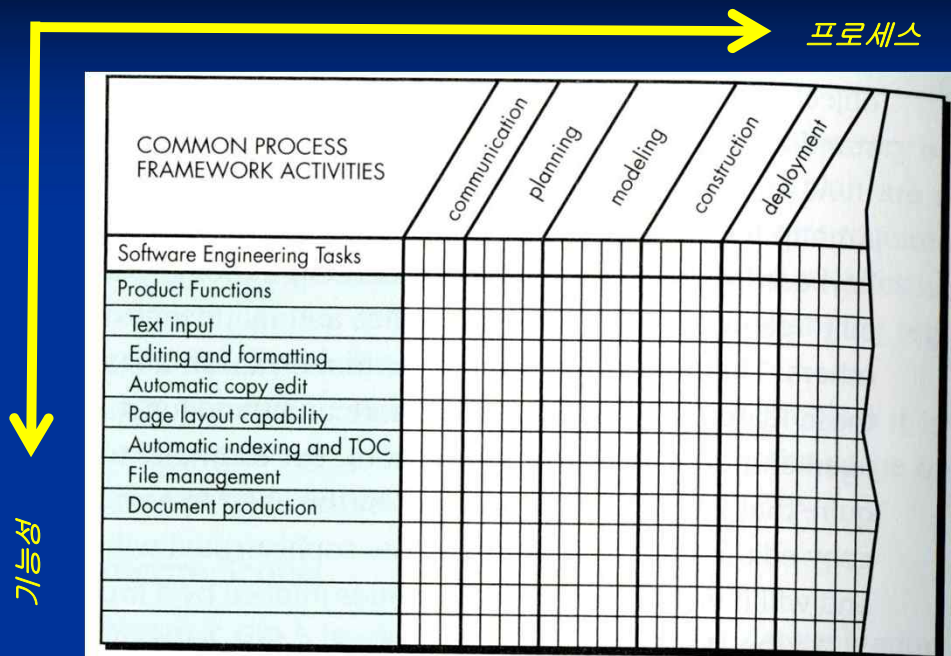 프로세스
COMMON PROCESS
FRAMEWORK ACTIVITIES
communication
planning
modeling
construction
deployment
Software Engineering Tasks
Product Functions
Text input
Editing and formatting
Automatic copy edit
Page layout capability
Automatic indexing and TOC
File management
Document production
기능성